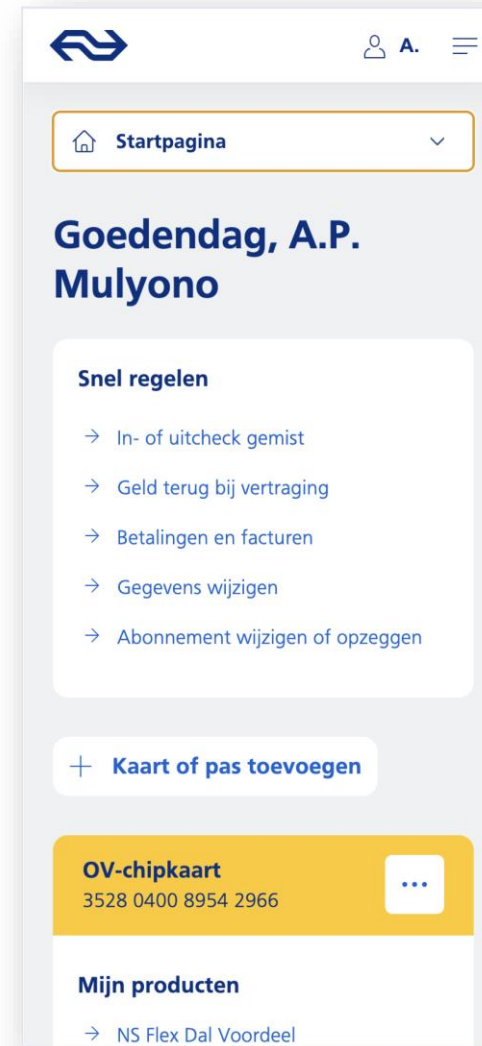 A.
Startpagina
Goedendag, A.P.
Mulyono
Snel regelen
In- of uitcheck gemist
Geld terug bij vertraging
Betalingen en facturen
Gegevens wijzigen
Abonnement wijzigen of opzeggen
Kaart of pas toevoegen
OV-chipkaart
3528 0400 8954 2966
Mijn producten
NS Flex Dal Voordeel